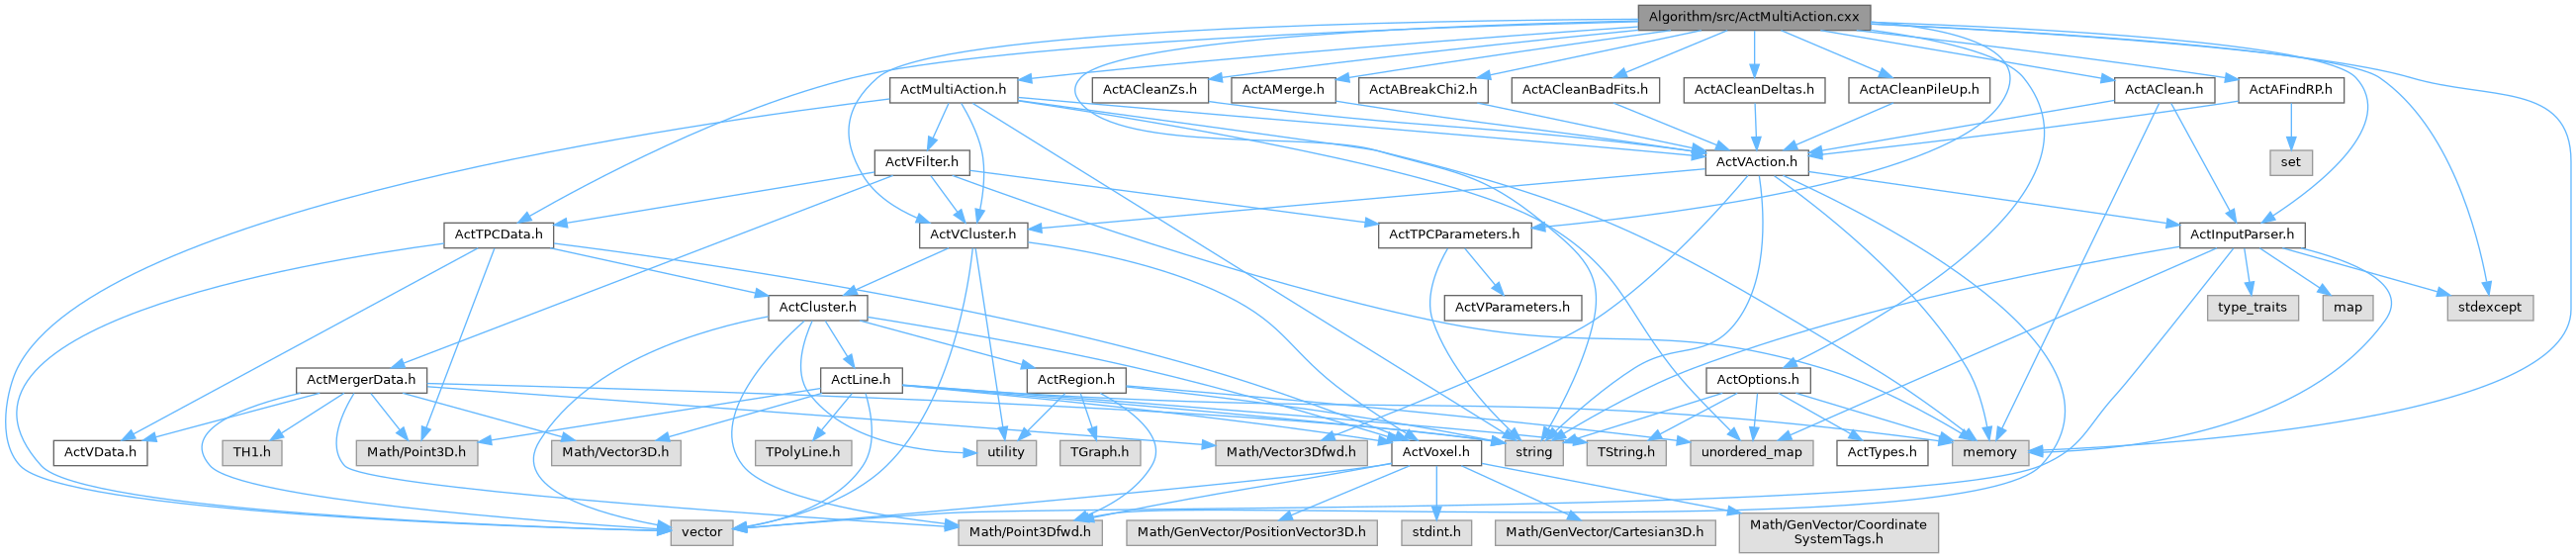 Algorithm/src/ActMultiAction.cxx
ActMultiAction.h
ActACleanZs.h
ActAMerge.h
ActABreakChi2.h
ActACleanBadFits.h
ActACleanDeltas.h
ActACleanPileUp.h
ActAClean.h
ActAFindRP.h
ActVFilter.h
ActVAction.h
set
ActTPCData.h
ActVCluster.h
ActTPCParameters.h
ActInputParser.h
ActCluster.h
ActVParameters.h
type_traits
map
stdexcept
ActMergerData.h
ActLine.h
ActRegion.h
ActOptions.h
ActVData.h
TH1.h
Math/Point3D.h
Math/Vector3D.h
TPolyLine.h
utility
TGraph.h
Math/Vector3Dfwd.h
ActVoxel.h
string
TString.h
unordered_map
ActTypes.h
memory
vector
Math/Point3Dfwd.h
Math/GenVector/PositionVector3D.h
stdint.h
Math/GenVector/Cartesian3D.h
Math/GenVector/Coordinate
SystemTags.h